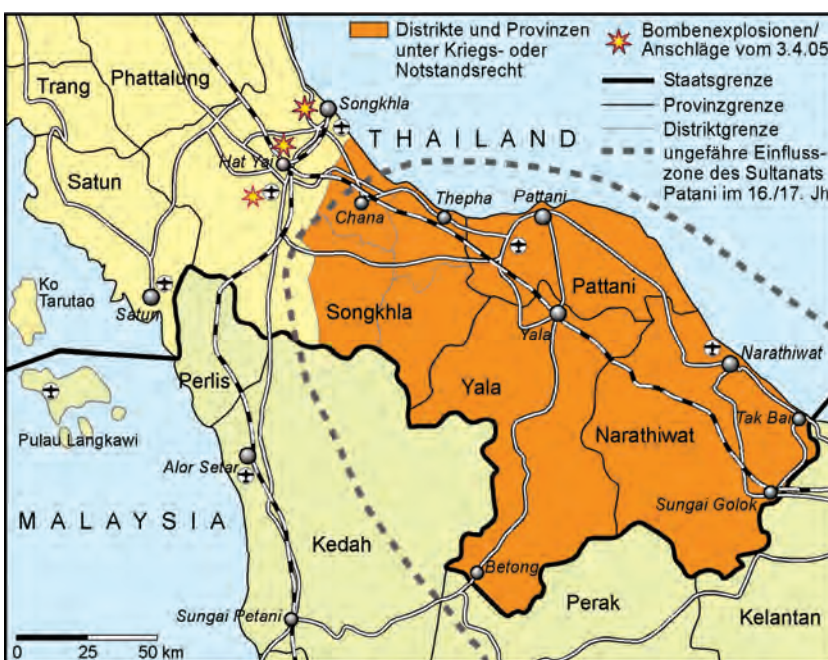 Distrikte und Provinzen
unter Kriegs- oder
Notstandsrecht
Bombenexplosionen/
Anschläge vom 3.4.05
Staatsgrenze
Provinzgrenze
Distriktgrenze
ungefähre Einfluss-
zone des Sultanats
Patani im 16./17. Jh
Trang
Phattalung
Songkhla
THAILAND
Hat Yai
Satun
Chana
Thepha
Pattani
Ko
Tarutao
Satun
Songkhla
Pattani
Yala
Perlis
Yala
Narathiwat
Narathiwat
Tak Bai
Pulau Langkawi
Alor Setar
Sungai Golok
MALAYSIA
Kedah
Betong
Perak
Kelantan
Sungai Petani
0 25 50 km